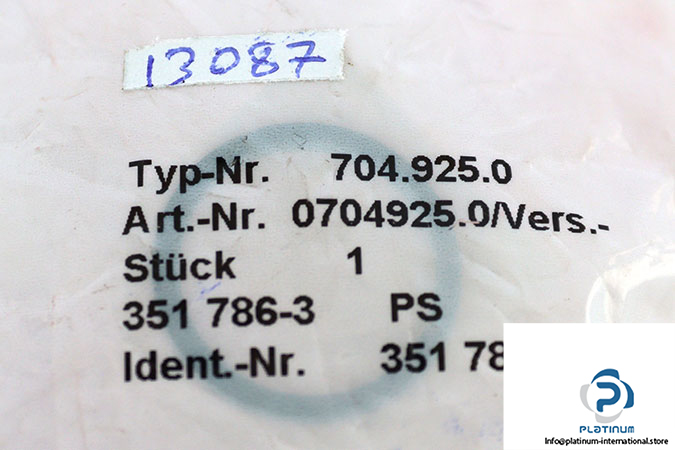 13087
Typ-Nr. 704.925.0
Art.-Nr. 0704925.0/Vers.-
Stück 1
351 786-3 PS
Ident.-Nr. 351 78
PLATINUM
Info@platinum-international.store